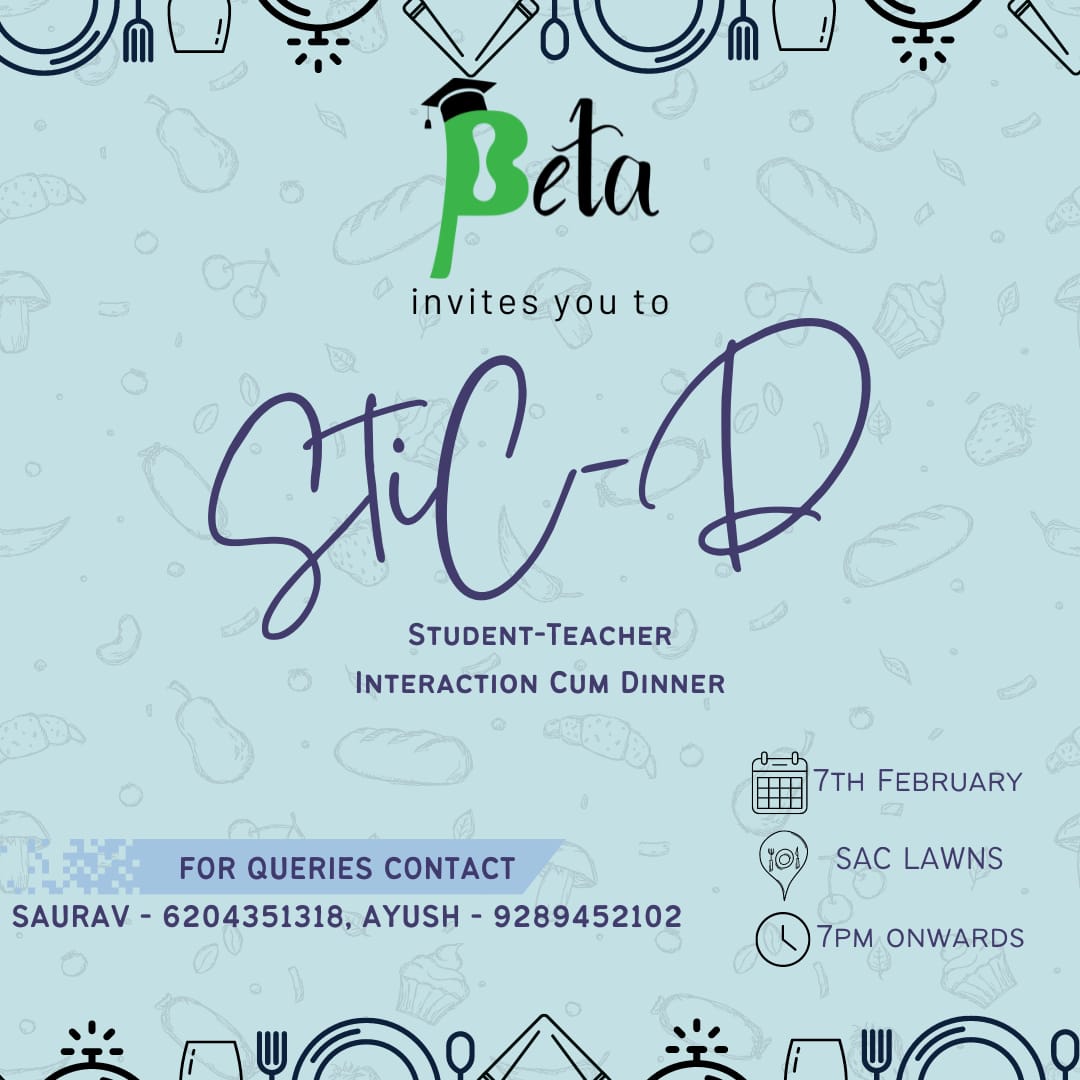 Beta
invites you to
STiC-D
Student-Teacher
Interaction Cum Dinner
7th February
SAC LAWNS
7pm onwards
FOR QUERIES CONTACT
SAURAV - 6204351318, AYUSH - 9289452102